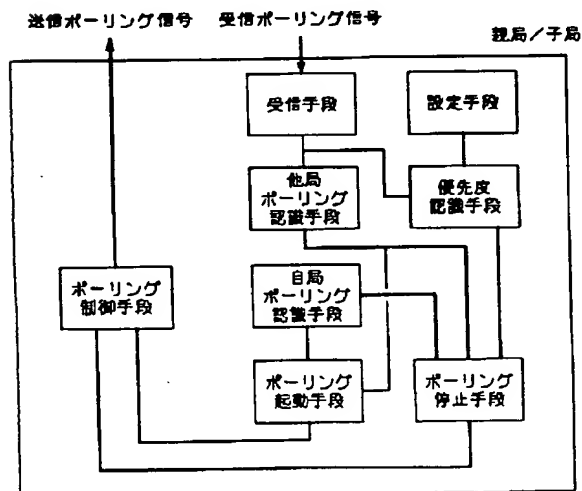 送信ポーリング信号 受信ポーリング信号
親局/子局
受信手段
設定手段
他局
ポーリング
認識手段
優先度
認識手段
ポーリング
制御手段
自局
ポーリング
認識手段
ポーリング
起動手段
ポーリング
停止手段